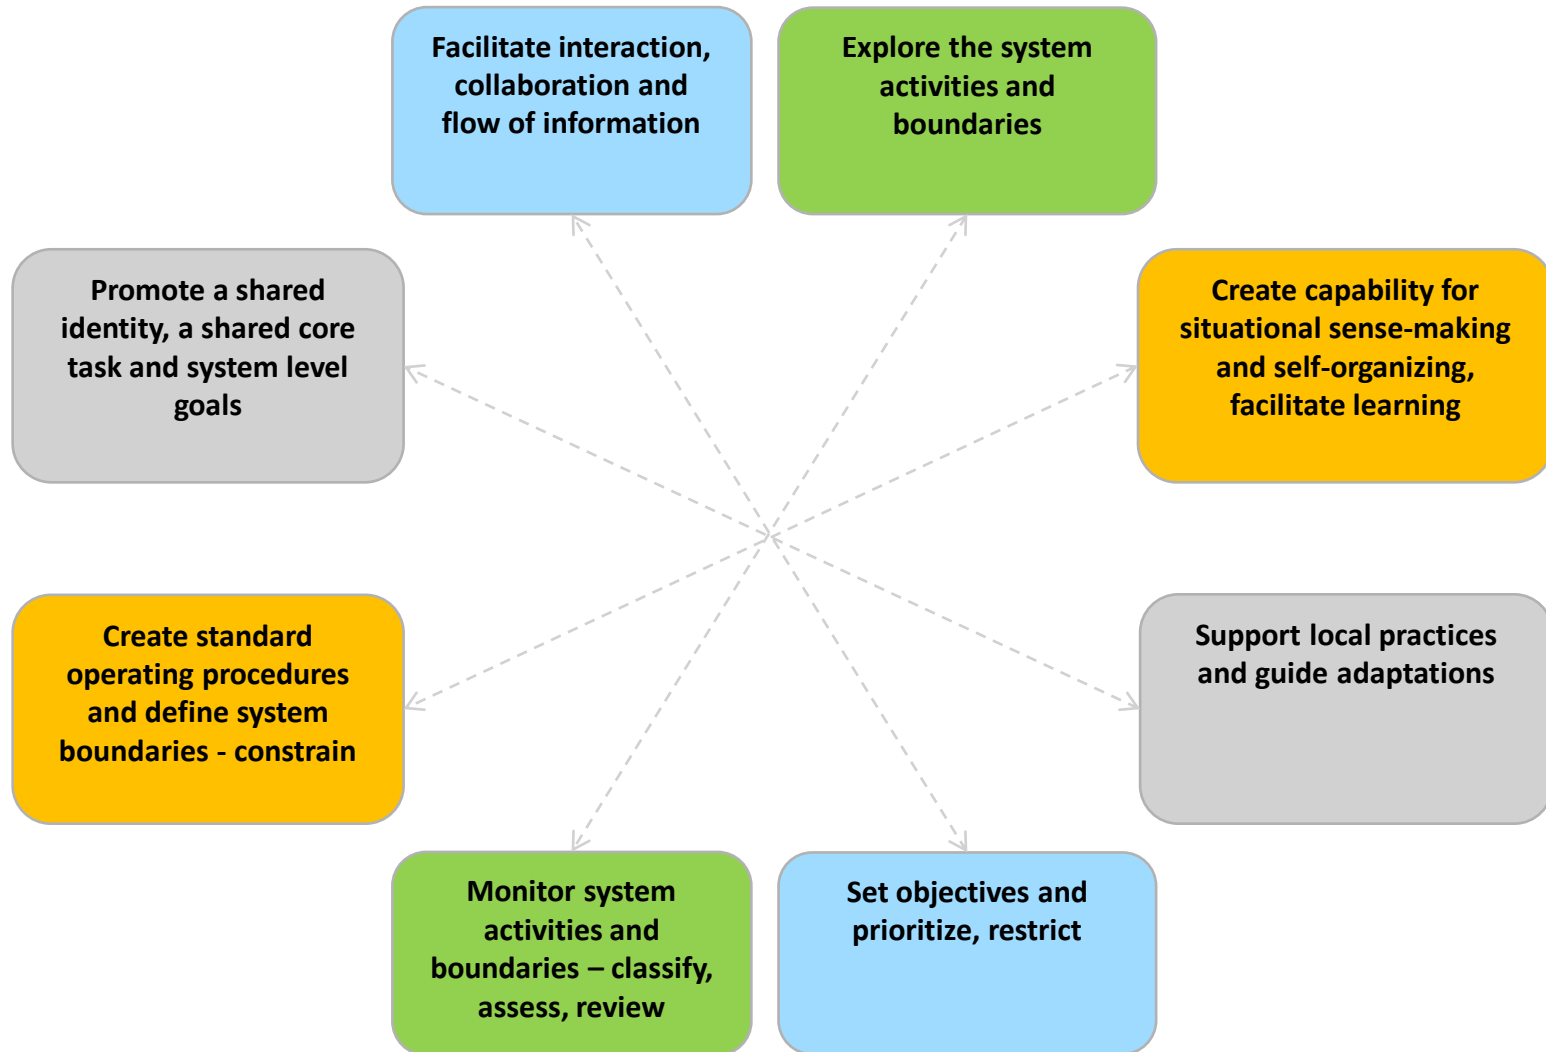 Facilitate interaction,
collaboration and
flow of information
Explore the system
activities and
boundaries
Promote a shared
identity, a shared core
task and system level
goals
Create capability for
situational sense-making
and self-organizing,
facilitate learning
Create standard
operating procedures
and define system
boundaries - constrain
Support local practices
and guide adaptations
Monitor system
activities and
boundaries – classify,
assess, review
Set objectives and
prioritize, restrict